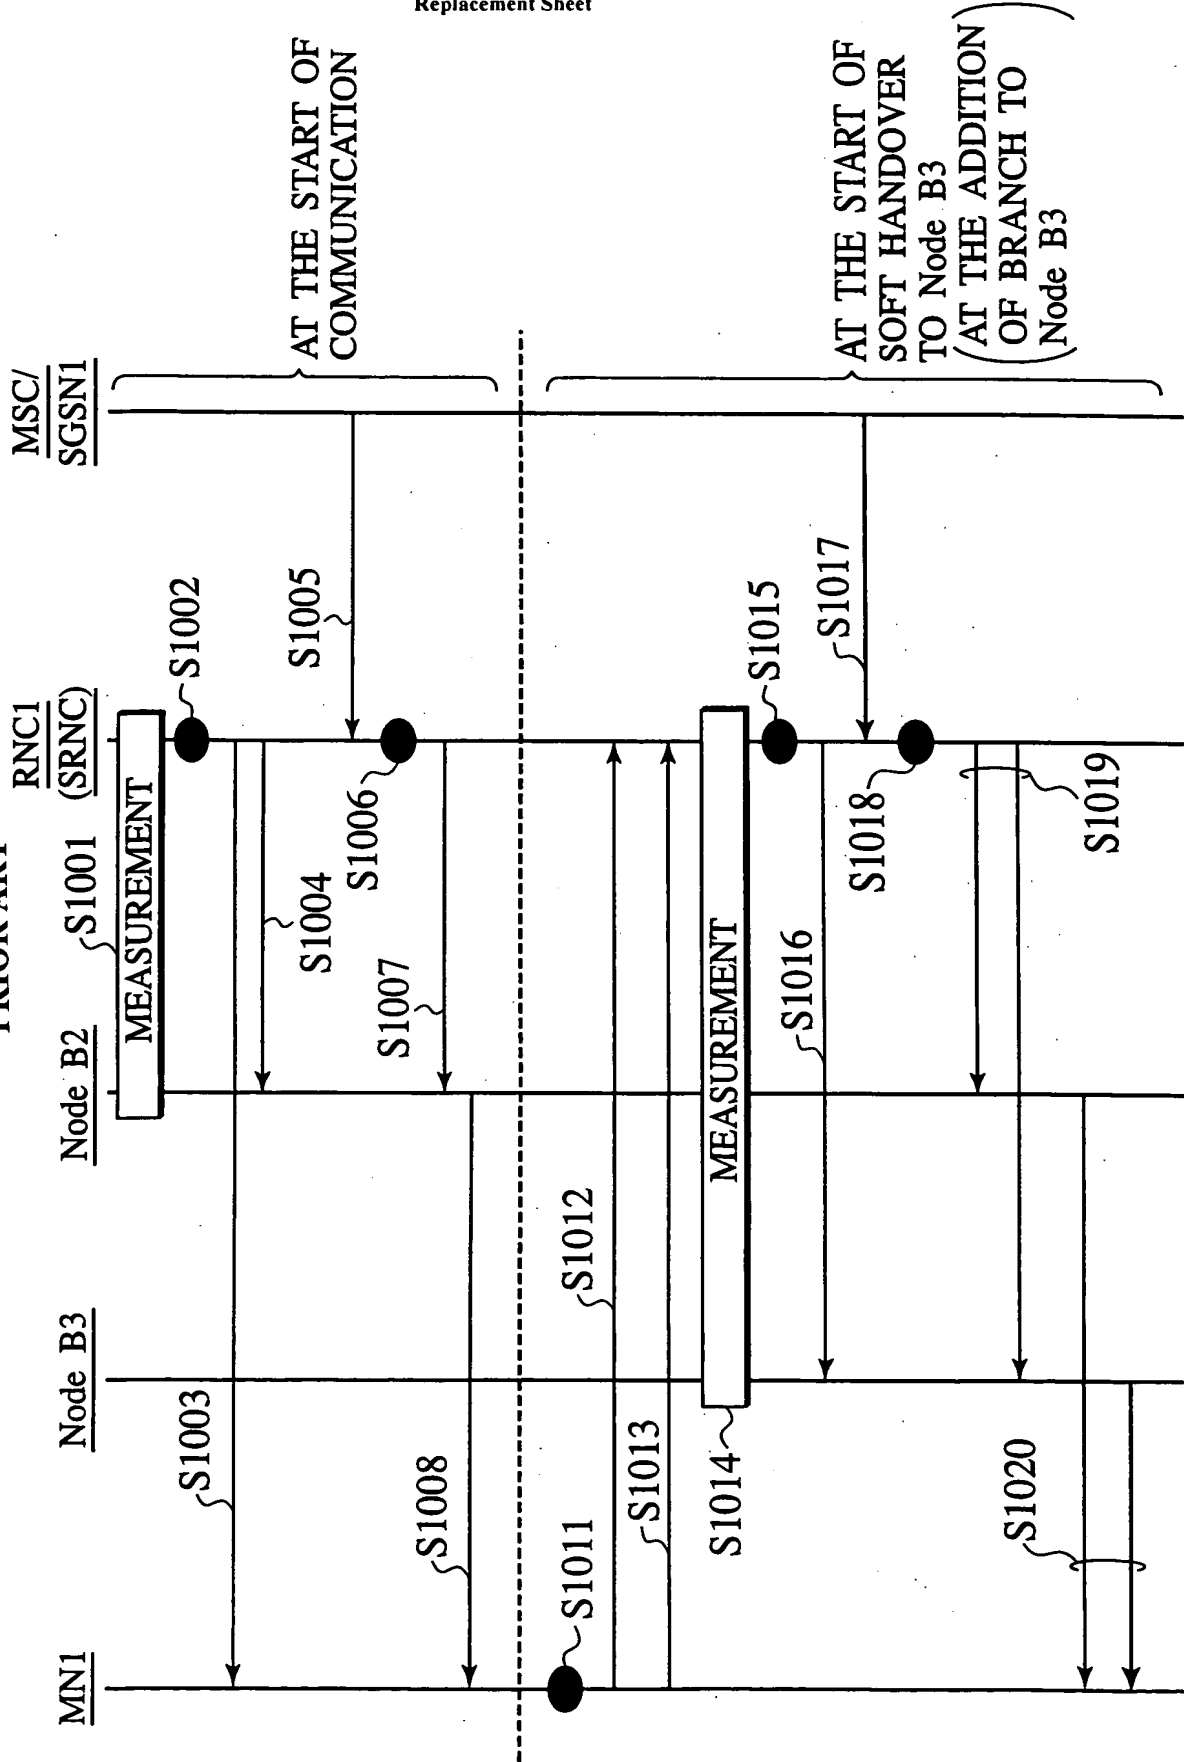 Replacement Sheet
PRIOR ART
MN1
Node B3
Node B2
RNC1
(SRNC)
MSC/
SGSN1
S1001
MEASUREMENT
S1002
S1003
S1004
S1005
S1006
S1007
S1008
AT THE START OF
COMMUNICATION
S1011
S1012
S1013
S1014
MEASUREMENT
S1015
S1016
S1017
S1018
S1019
S1020
AT THE START OF
SOFT HANDOVER
TO Node B3
(AT THE ADDITION
OF BRANCH TO
Node B3)